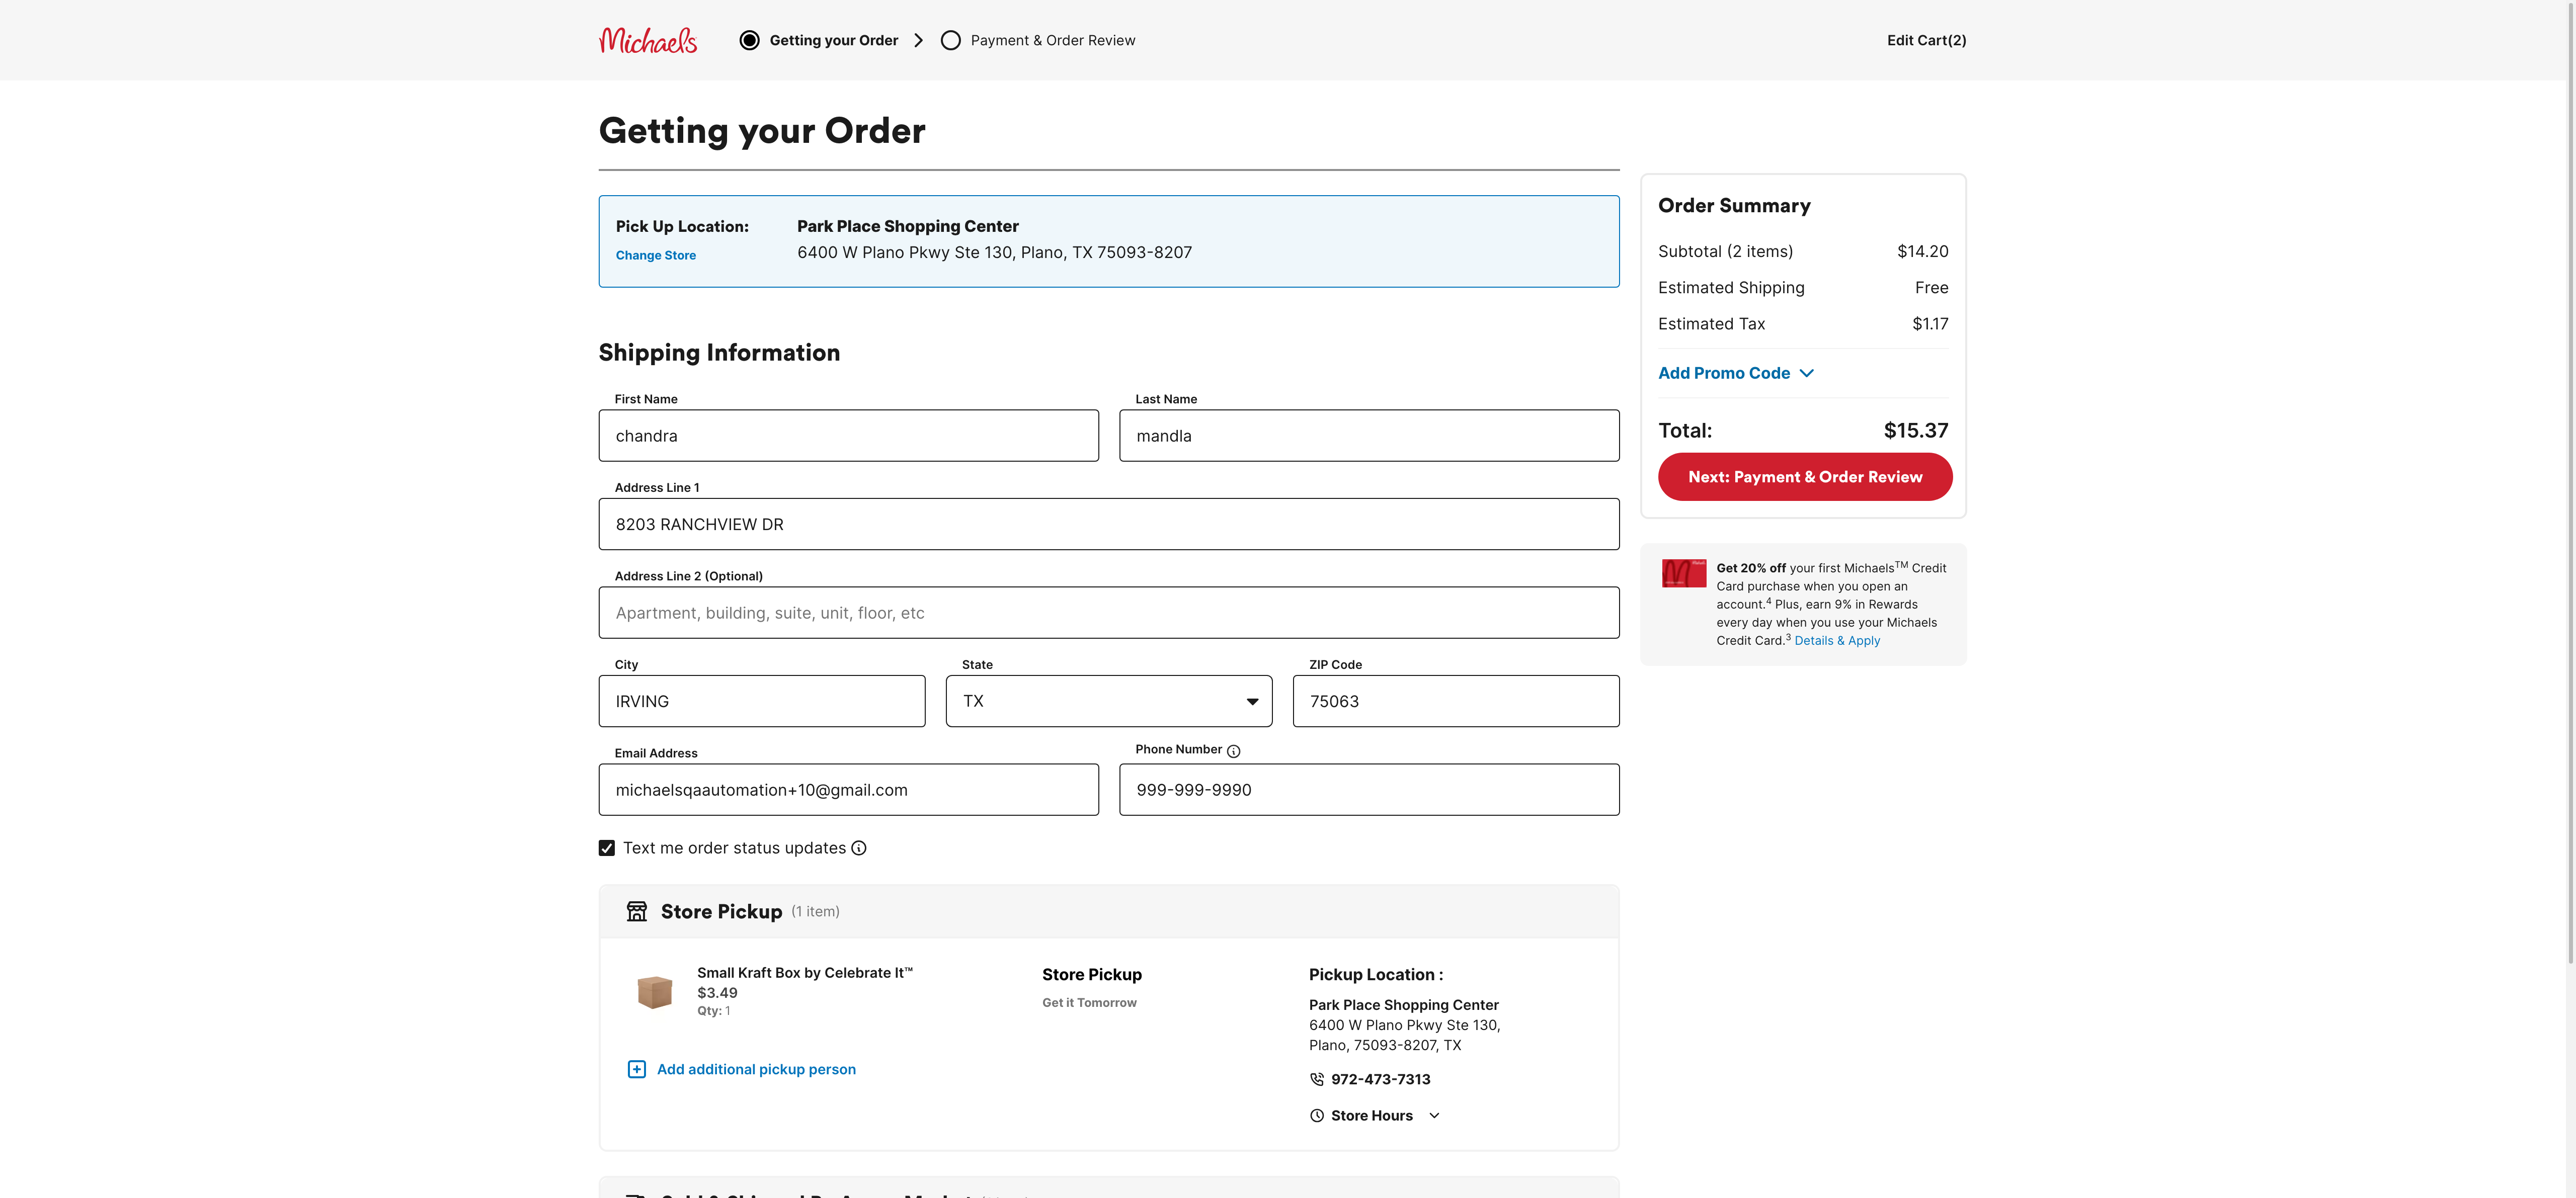 Michaels
Getting your Order
Payment & Order Review
Edit Cart(2)
Getting your Order
Pick Up Location:
Change Store
Park Place Shopping Center
6400 W Plano Pkwy Ste 130, Plano, TX 75093-8207
Shipping Information
First Name
chandra
Last Name
mandla
Address Line 1
8203 RANCHVIEW DR
Address Line 2 (Optional)
Apartment, building, suite, unit, floor, etc
City
IRVING
State
TX
ZIP Code
75063
Email Address
michaelsqaautomation+10@gmail.com
Phone Number
999-999-9990
Text me order status updates
Store Pickup (1 item)
Small Kraft Box by Celebrate It™
$3.49
Qty: 1
Add additional pickup person
Store Pickup
Get it Tomorrow
Pickup Location :
Park Place Shopping Center
6400 W Plano Pkwy Ste 130,
Plano, 75093-8207, TX
972-473-7313
Store Hours
Order Summary
Subtotal (2 items) $14.20
Estimated Shipping Free
Estimated Tax $1.17
Add Promo Code
Total: $15.37
Next: Payment & Order Review
Get 20% off your first Michaels™ Credit
Card purchase when you open an
account.⁴ Plus, earn 9% in Rewards
every day when you use your Michaels
Credit Card.³ Details & Apply